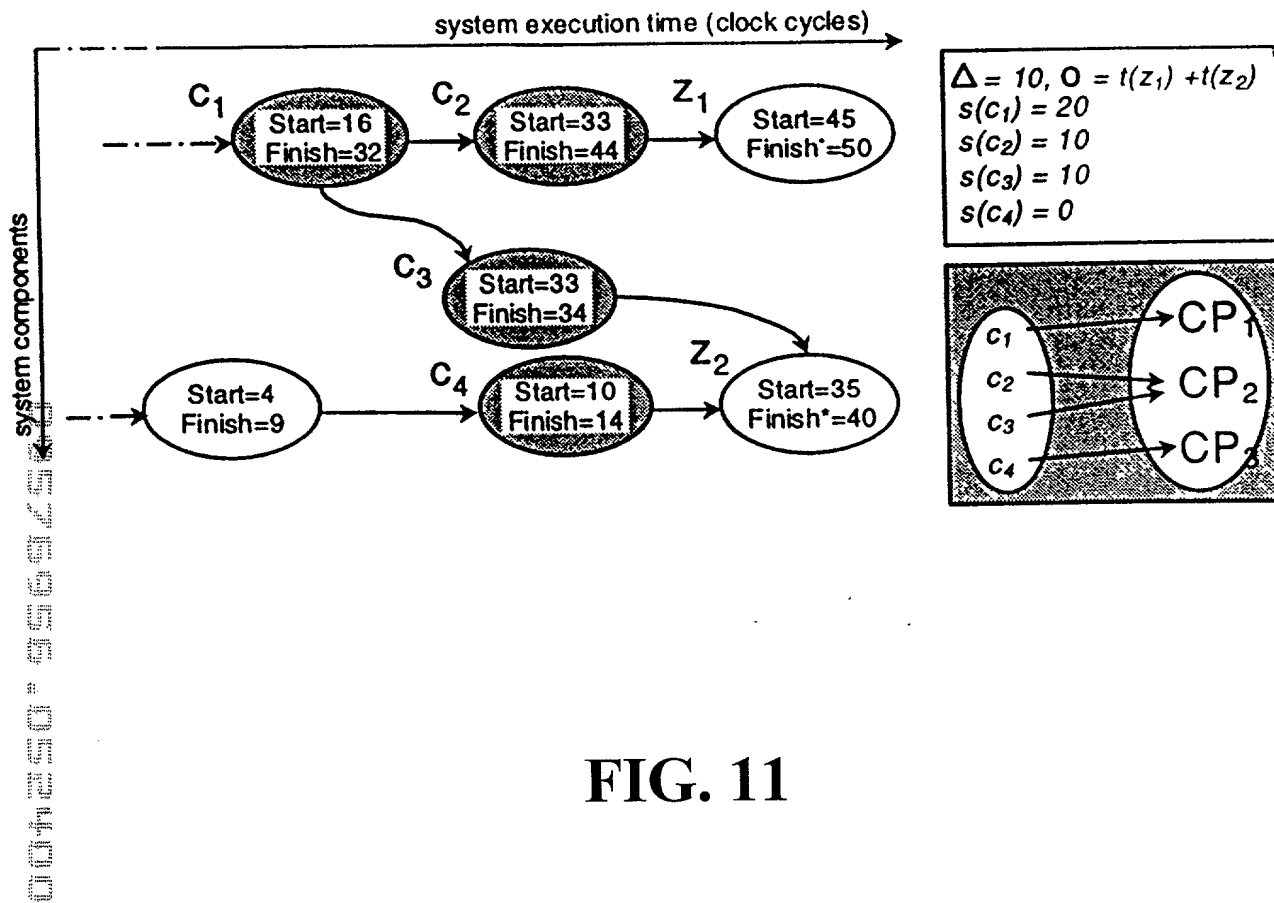 system execution time (clock cycles)
system components
C1
Start=16
Finish=32
C2
Start=33
Finish=44
Z1
Start=45
Finish*=50
C3
Start=33
Finish=34
Start=4
Finish=9
C4
Start=10
Finish=14
Z2
Start=35
Finish*=40
Δ = 10, O = t(z1) +t(z2)
s(c1) = 20
s(c2) = 10
s(c3) = 10
s(c4) = 0
c1
c2
c3
c4
CP1
CP2
CP3
FIG. 11